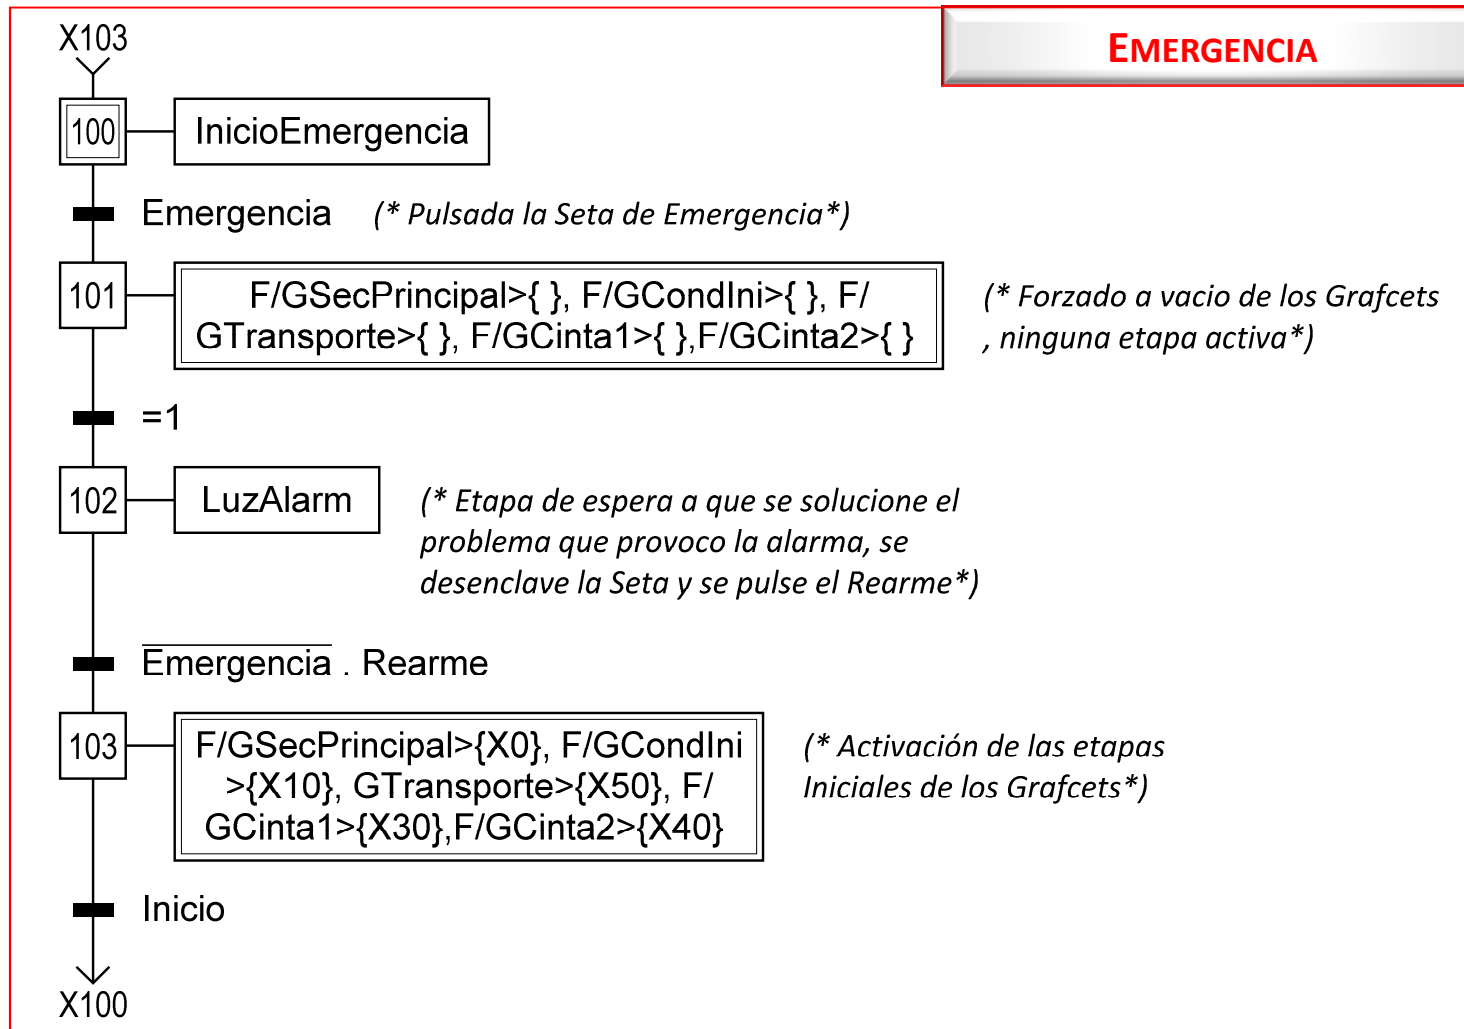 X103
EMERGENCIA
100
InicioEmergencia
Emergencia (* Pulsada la Seta de Emergencia*)
101
F/GSecPrincipal>{ }, F/GCondIni>{ }, F/
GTransporte>{ }, F/GCinta1>{ },F/GCinta2>{ }
(* Forzado a vacio de los Grafcets
, ninguna etapa activa*)
=1
102
LuzAlarm
(* Etapa de espera a que se solucione el
problema que provoco la alarma, se
desenclave la Seta y se pulse el Rearme*)
E̅m̅e̅r̅g̅e̅n̅c̅i̅a̅ . Rearme
103
F/GSecPrincipal>{X0}, F/GCondIni
>{X10}, GTransporte>{X50}, F/
GCinta1>{X30},F/GCinta2>{X40}
(* Activación de las etapas
Iniciales de los Grafcets*)
Inicio
X100